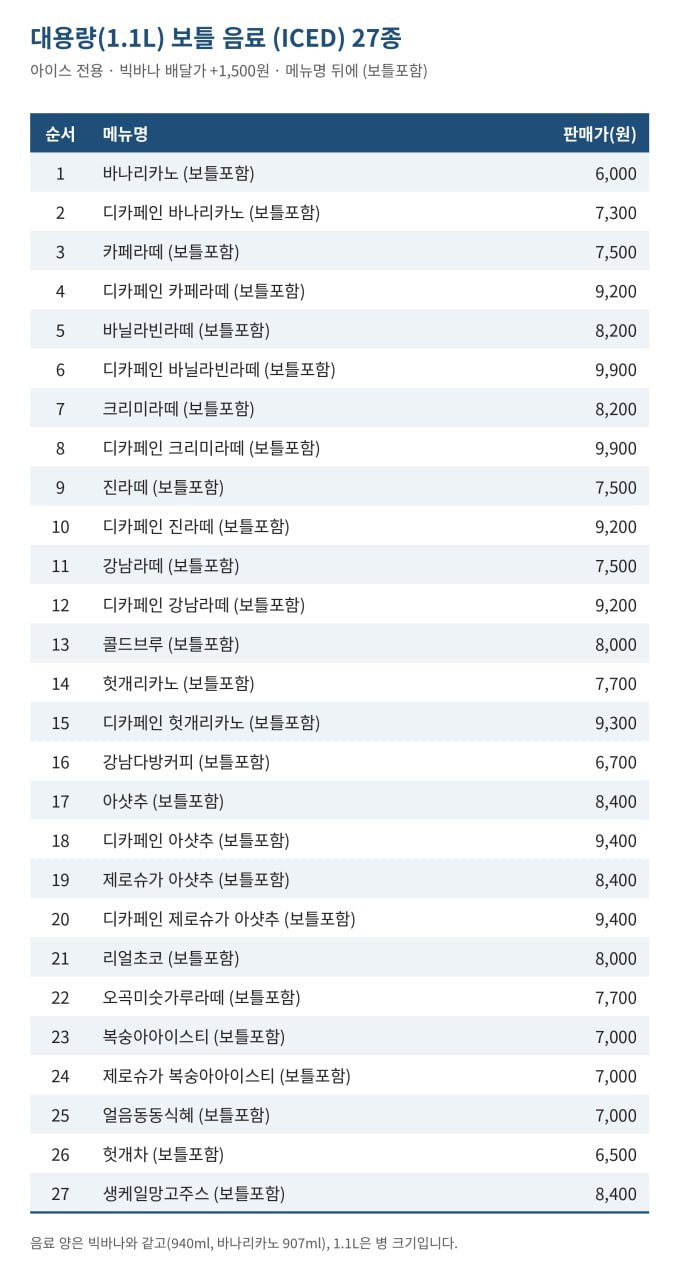 대용량(1.1L) 보틀 음료 (ICED) 27종
아이스 전용 · 빅바나 배달가 +1,500원 · 메뉴명 뒤에 (보틀포함)
순서 메뉴명 판매가(원)
1 바나리카노 (보틀포함) 6,000
2 디카페인 바나리카노 (보틀포함) 7,300
3 카페라떼 (보틀포함) 7,500
4 디카페인 카페라떼 (보틀포함) 9,200
5 바닐라빈라떼 (보틀포함) 8,200
6 디카페인 바닐라빈라떼 (보틀포함) 9,900
7 크리미라떼 (보틀포함) 8,200
8 디카페인 크리미라떼 (보틀포함) 9,900
9 진라떼 (보틀포함) 7,500
10 디카페인 진라떼 (보틀포함) 9,200
11 강남라떼 (보틀포함) 7,500
12 디카페인 강남라떼 (보틀포함) 9,200
13 콜드브루 (보틀포함) 8,000
14 헛개리카노 (보틀포함) 7,700
15 디카페인 헛개리카노 (보틀포함) 9,300
16 강남다방커피 (보틀포함) 6,700
17 아샷추 (보틀포함) 8,400
18 디카페인 아샷추 (보틀포함) 9,400
19 제로슈가 아샷추 (보틀포함) 8,400
20 디카페인 제로슈가 아샷추 (보틀포함) 9,400
21 리얼초코 (보틀포함) 8,000
22 오곡미숫가루라떼 (보틀포함) 7,700
23 복숭아아이스티 (보틀포함) 7,000
24 제로슈가 복숭아아이스티 (보틀포함) 7,000
25 얼음동동식혜 (보틀포함) 7,000
26 헛개차 (보틀포함) 6,500
27 생케일망고주스 (보틀포함) 8,400
음료 양은 빅바나와 같고(940ml, 바나리카노 907ml), 1.1L은 병 크기입니다.